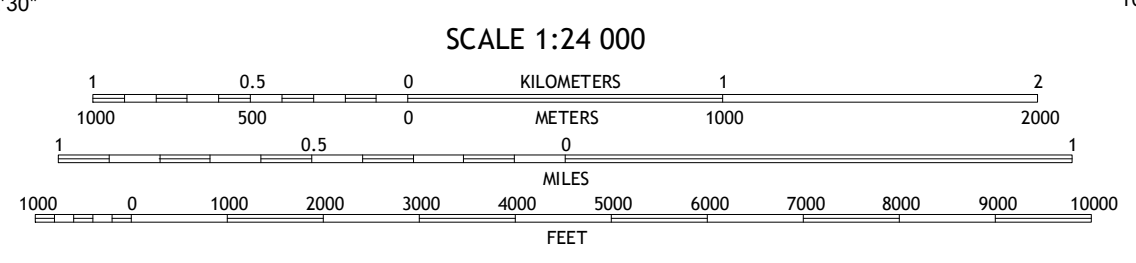 '30"
10
SCALE 1:24 000
1 0.5 0 KILOMETERS 1 2
1000 500 0 METERS 1000 2000
1 0.5 0 1
MILES
1000 0 1000 2000 3000 4000 5000 6000 7000 8000 9000 10000
FEET